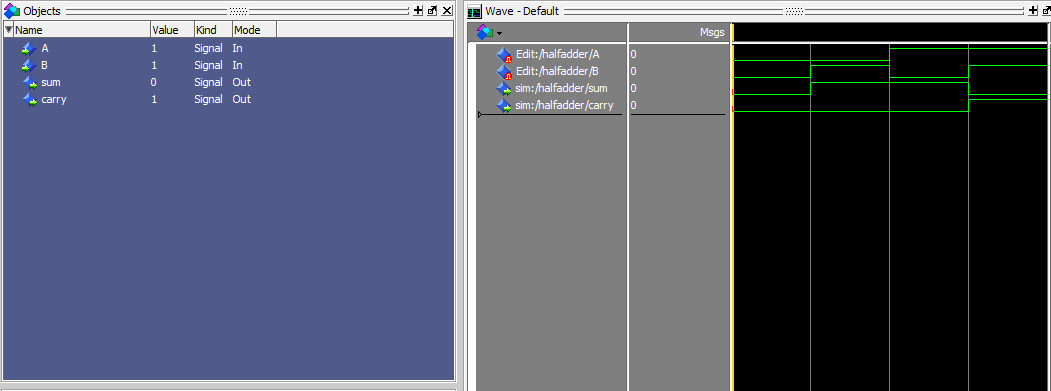 Objects
Name Value Kind Mode
A 1 Signal In
B 1 Signal In
sum 0 Signal Out
carry 1 Signal Out
Wave - Default
Msgs
Edit:/halfadder/A 0
Edit:/halfadder/B 0
sim:/halfadder/sum 0
sim:/halfadder/carry 0